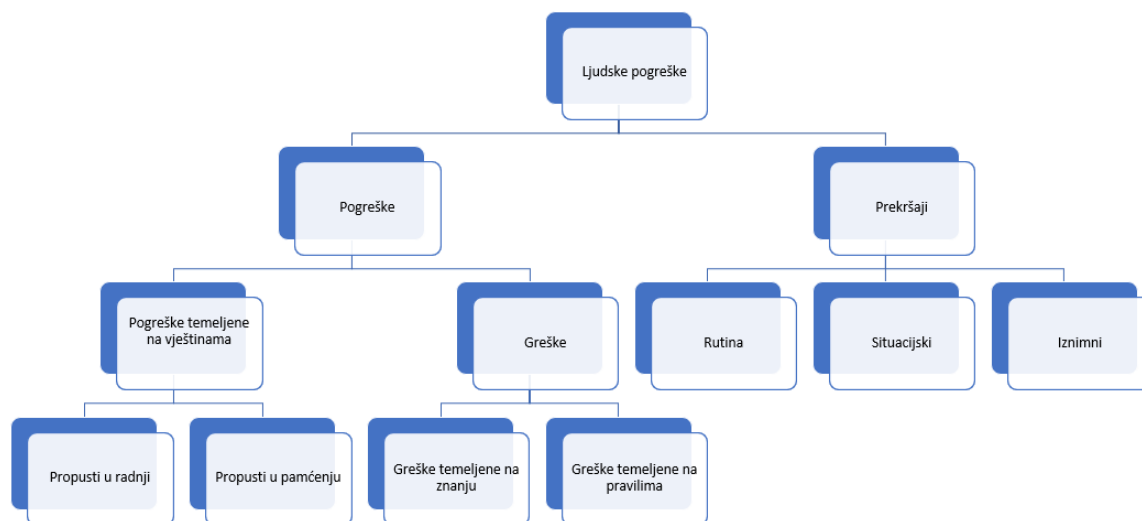 Ljudske pogreške
Pogreške
Prekršaji
Pogreške temeljene
na vještinama
Greške
Rutina
Situacijski
Iznimni
Propusti u radnji
Propusti u pamćenju
Greške temeljene na
znanju
Greške temeljene na
pravilima